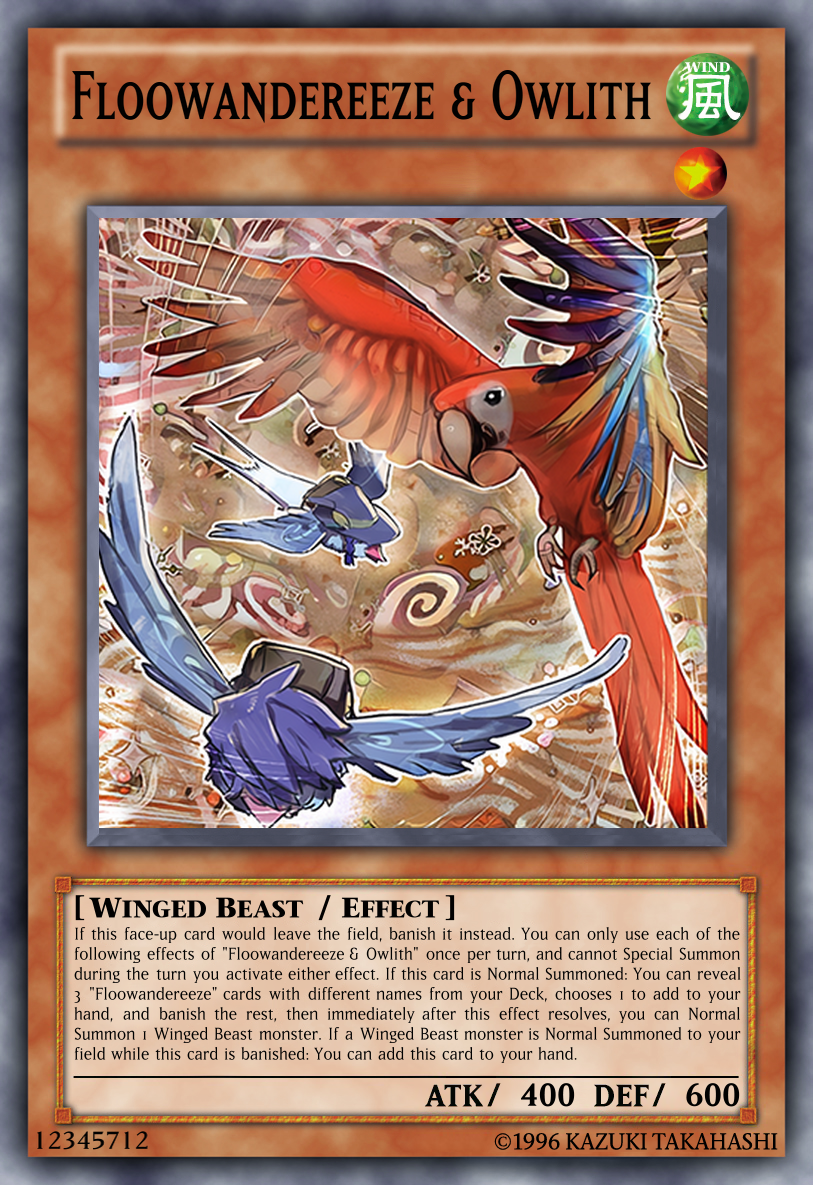 Floowandereeze & Owlith
WIND
風
[ Winged Beast / Effect ]
If this face-up card would leave the field, banish it instead. You can only use each of the
following effects of "Floowandereeze & Owlith" once per turn, and cannot Special Summon
during the turn you activate either effect. If this card is Normal Summoned: You can reveal
3 "Floowandereeze" cards with different names from your Deck, chooses 1 to add to your
hand, and banish the rest, then immediately after this effect resolves, you can Normal
Summon 1 Winged Beast monster. If a Winged Beast monster is Normal Summoned to your
field while this card is banished: You can add this card to your hand.
ATK/ 400 DEF/ 600
12345712
©1996 KAZUKI TAKAHASHI